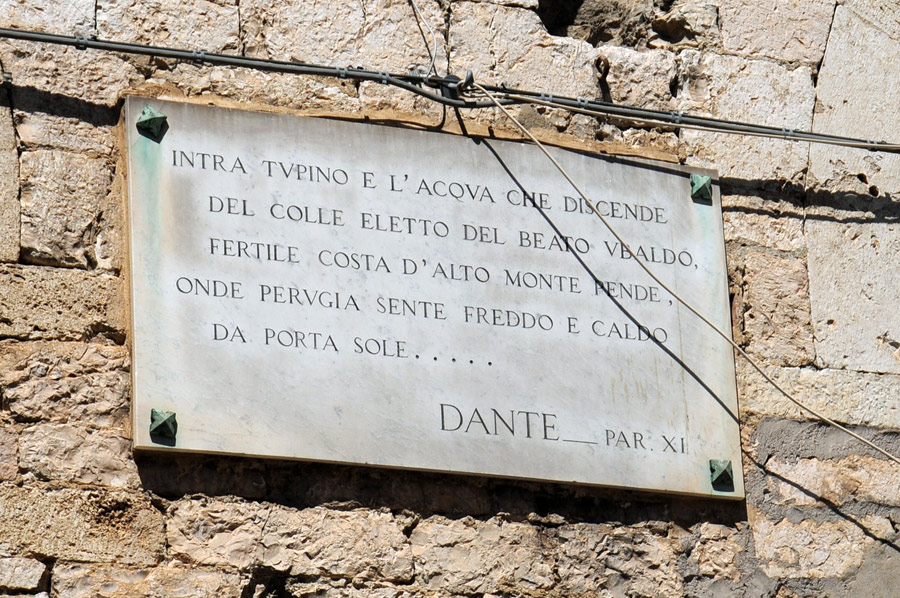 INTRA TVPINO E L'ACQVA CHE DISCENDE
DEL COLLE ELETTO DEL BEATO VBALDO,
FERTILE COSTA D'ALTO MONTE PENDE,
ONDE PERVGIA SENTE FREDDO E CALDO
DA PORTA SOLE......
DANTE — PAR. XI